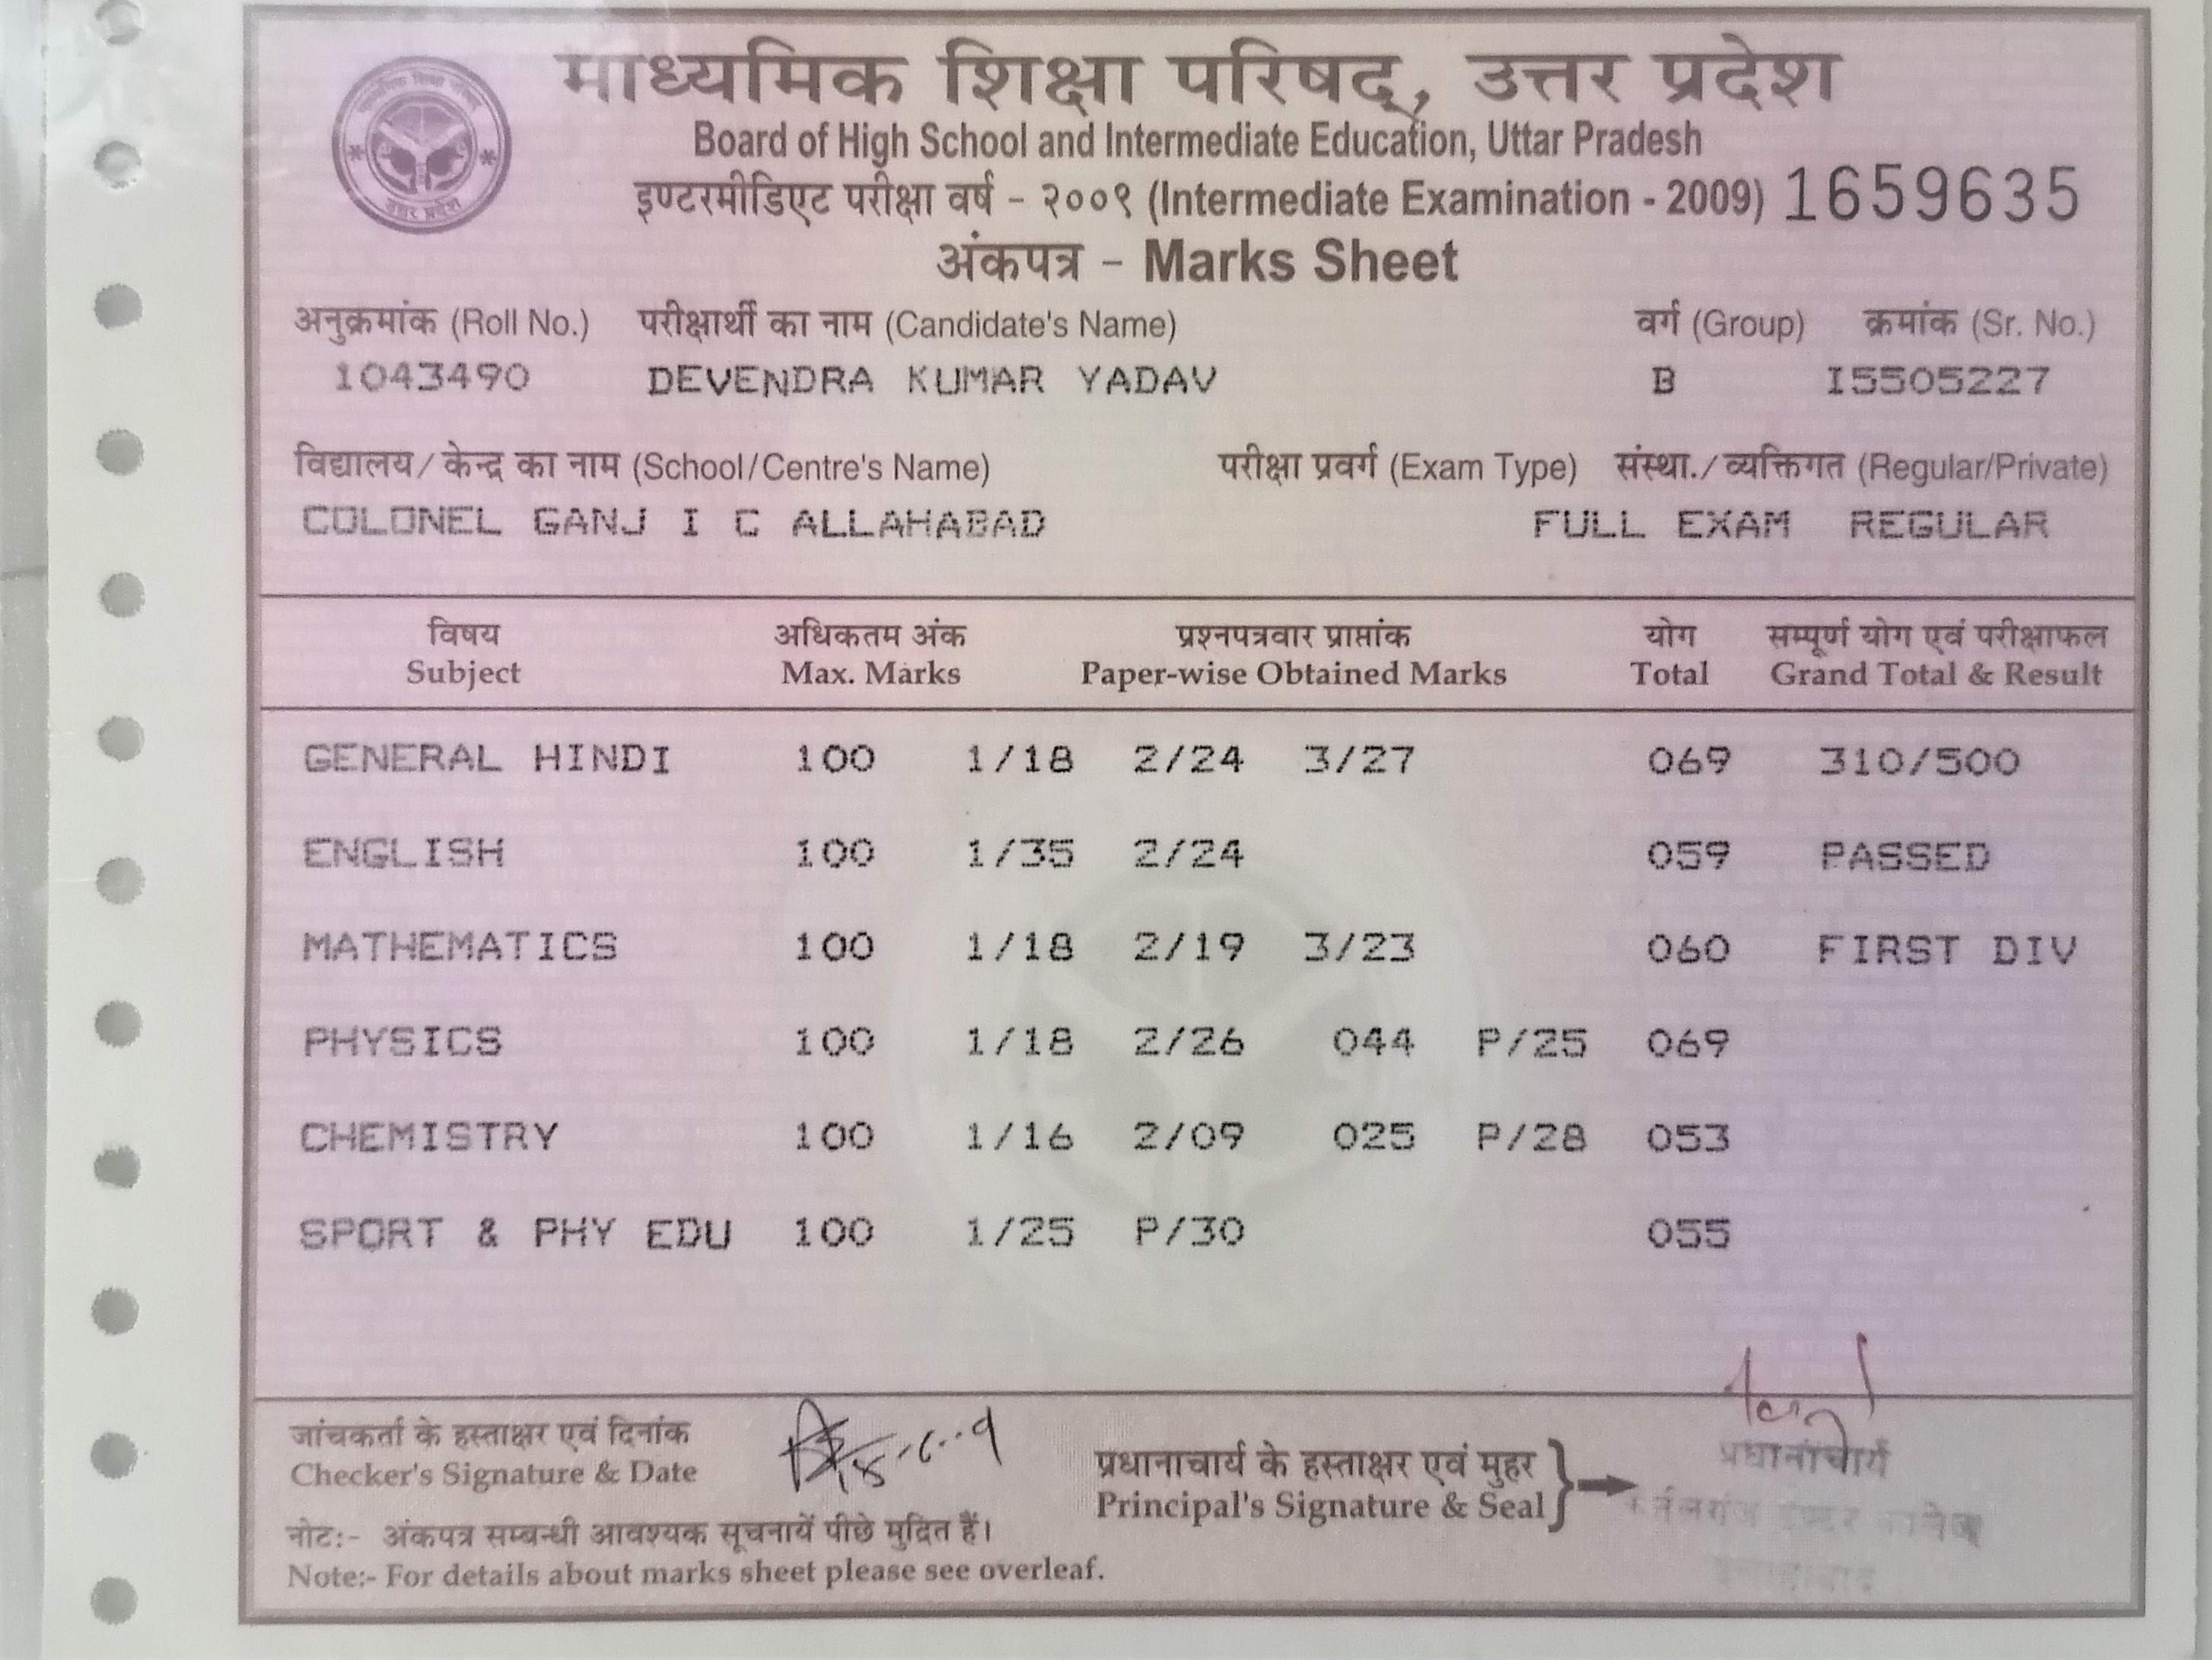 माध्यमिक शिक्षा परिषद्, उत्तर प्रदेश
Board of High School and Intermediate Education, Uttar Pradesh
इण्टरमीडिएट परीक्षा वर्ष - २००९ (Intermediate Examination - 2009) 1659635
अंकपत्र - Marks Sheet
उत्तर प्रदेश
अनुक्रमांक (Roll No.) परीक्षार्थी का नाम (Candidate's Name) वर्ग (Group) क्रमांक (Sr. No.)
1043490 DEVENDRA KUMAR YADAV B I5505227
विद्यालय/केन्द्र का नाम (School/Centre's Name) परीक्षा प्रवर्ग (Exam Type) संस्था./व्यक्तिगत (Regular/Private)
COLONEL GANJ I C ALLAHABAD FULL EXAM REGULAR
विषय अधिकतम अंक प्रश्नपत्रवार प्राप्तांक योग सम्पूर्ण योग एवं परीक्षाफल
Subject Max. Marks Paper-wise Obtained Marks Total Grand Total & Result
GENERAL HINDI 100 1/18 2/24 3/27 069 310/500
ENGLISH 100 1/35 2/24 059 PASSED
MATHEMATICS 100 1/18 2/19 3/23 060 FIRST DIV
PHYSICS 100 1/18 2/26 044 P/25 069
CHEMISTRY 100 1/16 2/09 025 P/28 053
SPORT & PHY EDU 100 1/25 P/30 055
जांचकर्ता के हस्ताक्षर एवं दिनांक
Checker's Signature & Date
प्रधानाचार्य के हस्ताक्षर एवं मुहर
Principal's Signature & Seal
प्रधानाचार्य
नोट:- अंकपत्र सम्बन्धी आवश्यक सूचनायें पीछे मुद्रित हैं।
Note:- For details about marks sheet please see overleaf.